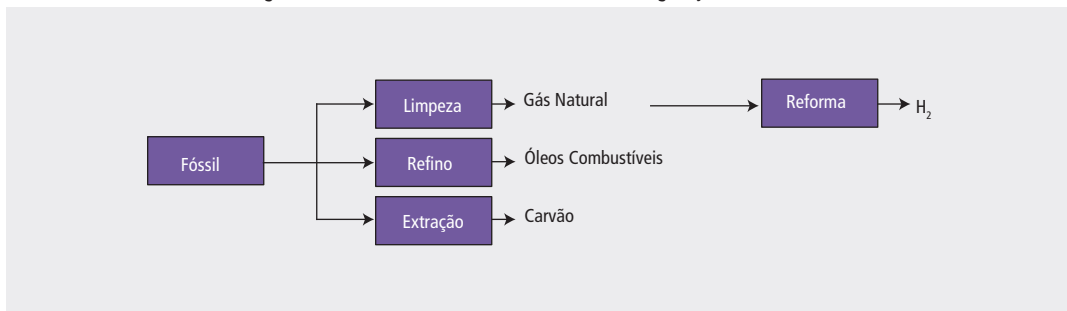 Limpeza
Gás Natural
Reforma
H₂
Fóssil
Refino
Óleos Combustíveis
Extração
Carvão